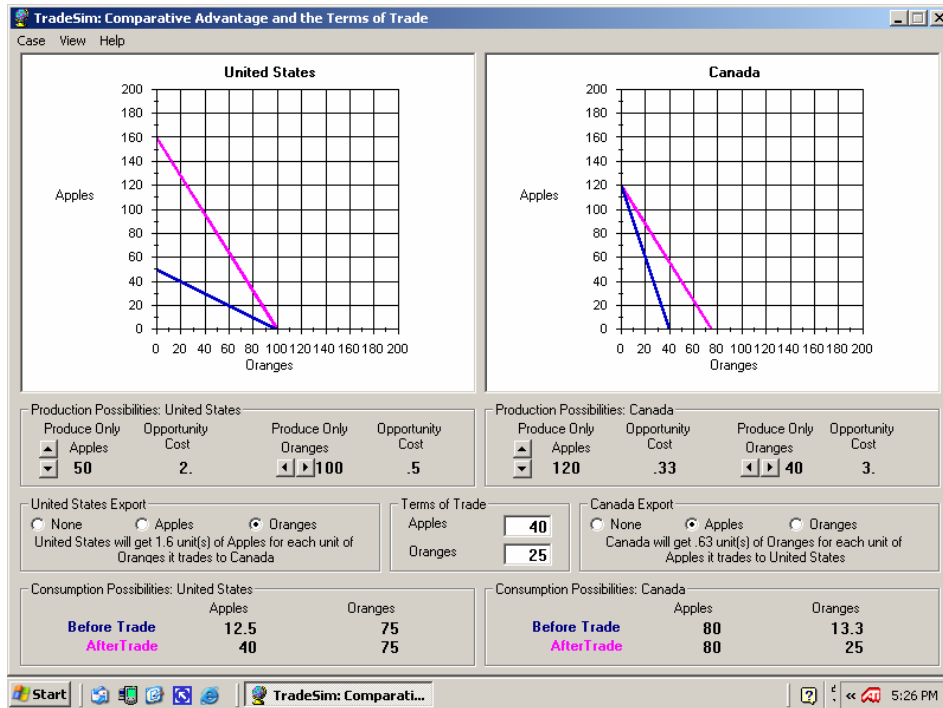 TradeSim: Comparative Advantage and the Terms of Trade
Case View Help
United States
200
180
160
140
120
100
80
60
40
20
0
Apples
0 20 40 60 80 100 120 140 160 180 200
Oranges
Canada
200
180
160
140
120
100
80
60
40
20
0
Apples
0 20 40 60 80 100 120 140 160 180 200
Oranges
Production Possibilities: United States
Produce Only Opportunity Produce Only Opportunity
Apples Cost Oranges Cost
50 2. 100 .5
Production Possibilities: Canada
Produce Only Opportunity Produce Only Opportunity
Apples Cost Oranges Cost
120 .33 40 3.
United States Export
None Apples Oranges
United States will get 1.6 unit(s) of Apples for each unit of
Oranges it trades to Canada
Terms of Trade
Apples 40
Oranges 25
Canada Export
None Apples Oranges
Canada will get .63 unit(s) of Oranges for each unit of
Apples it trades to United States
Consumption Possibilities: United States
Apples Oranges
Before Trade 12.5 75
AfterTrade 40 75
Consumption Possibilities: Canada
Apples Oranges
Before Trade 80 13.3
AfterTrade 80 25
Start TradeSim: Comparati... 5:26 PM